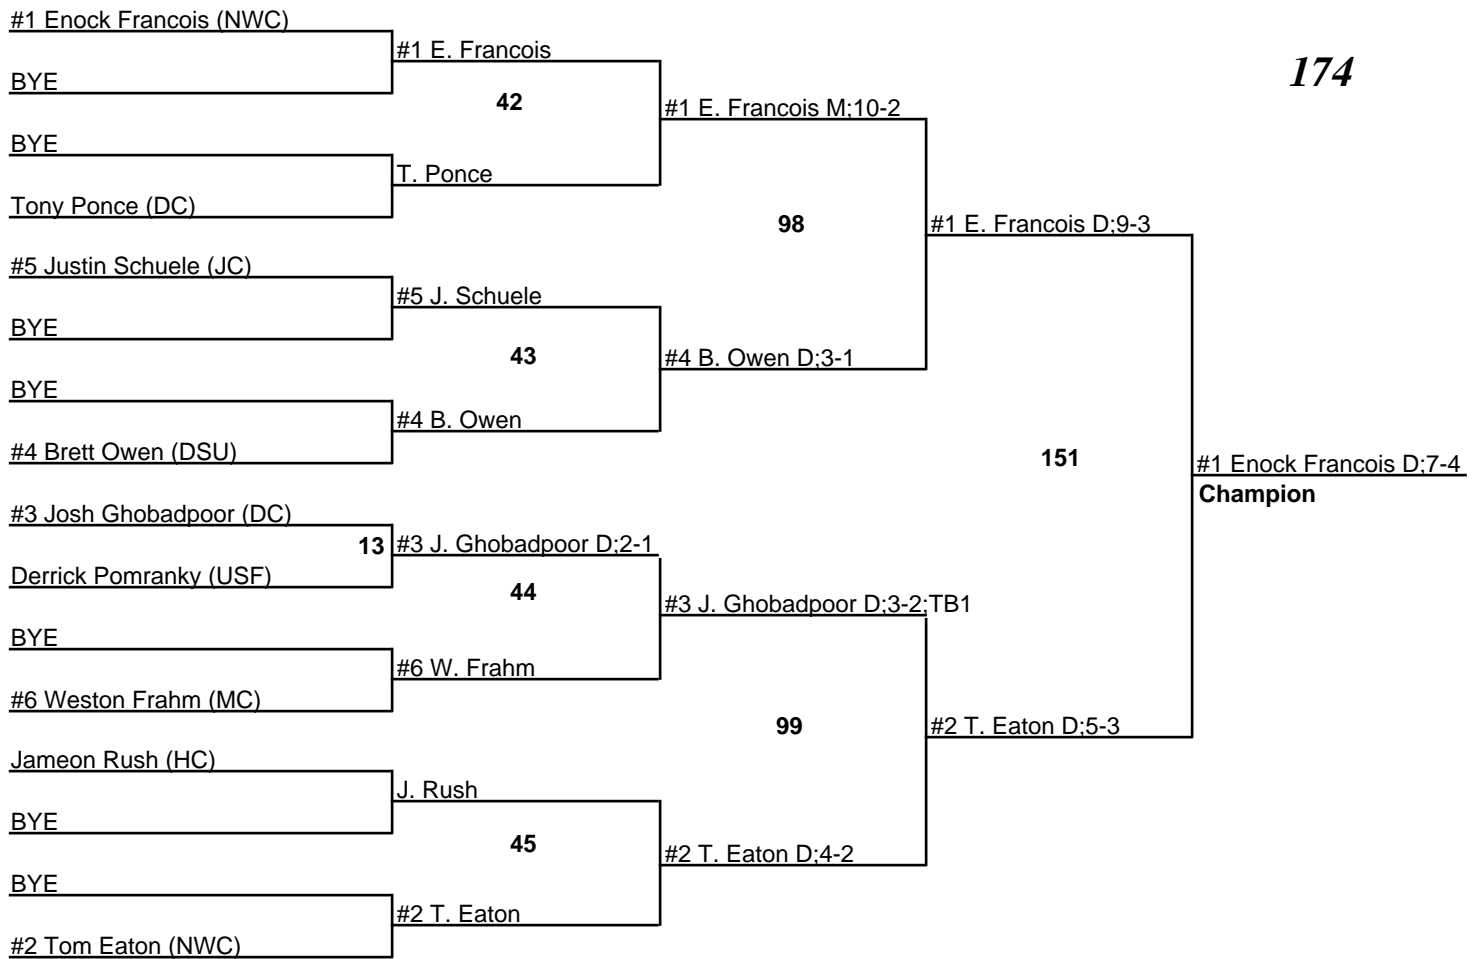 #1 Enock Francois (NWC)
#1 E. Francois
174
BYE
42
#1 E. Francois M;10-2
BYE
T. Ponce
Tony Ponce (DC)
98
#1 E. Francois D;9-3
#5 Justin Schuele (JC)
#5 J. Schuele
BYE
43
#4 B. Owen D;3-1
BYE
#4 B. Owen
#4 Brett Owen (DSU)
151
#1 Enock Francois D;7-4
Champion
#3 Josh Ghobadpoor (DC)
13
#3 J. Ghobadpoor D;2-1
Derrick Pomranky (USF)
44
#3 J. Ghobadpoor D;3-2;TB1
BYE
#6 W. Frahm
#6 Weston Frahm (MC)
99
#2 T. Eaton D;5-3
Jameon Rush (HC)
J. Rush
BYE
45
#2 T. Eaton D;4-2
BYE
#2 T. Eaton
#2 Tom Eaton (NWC)